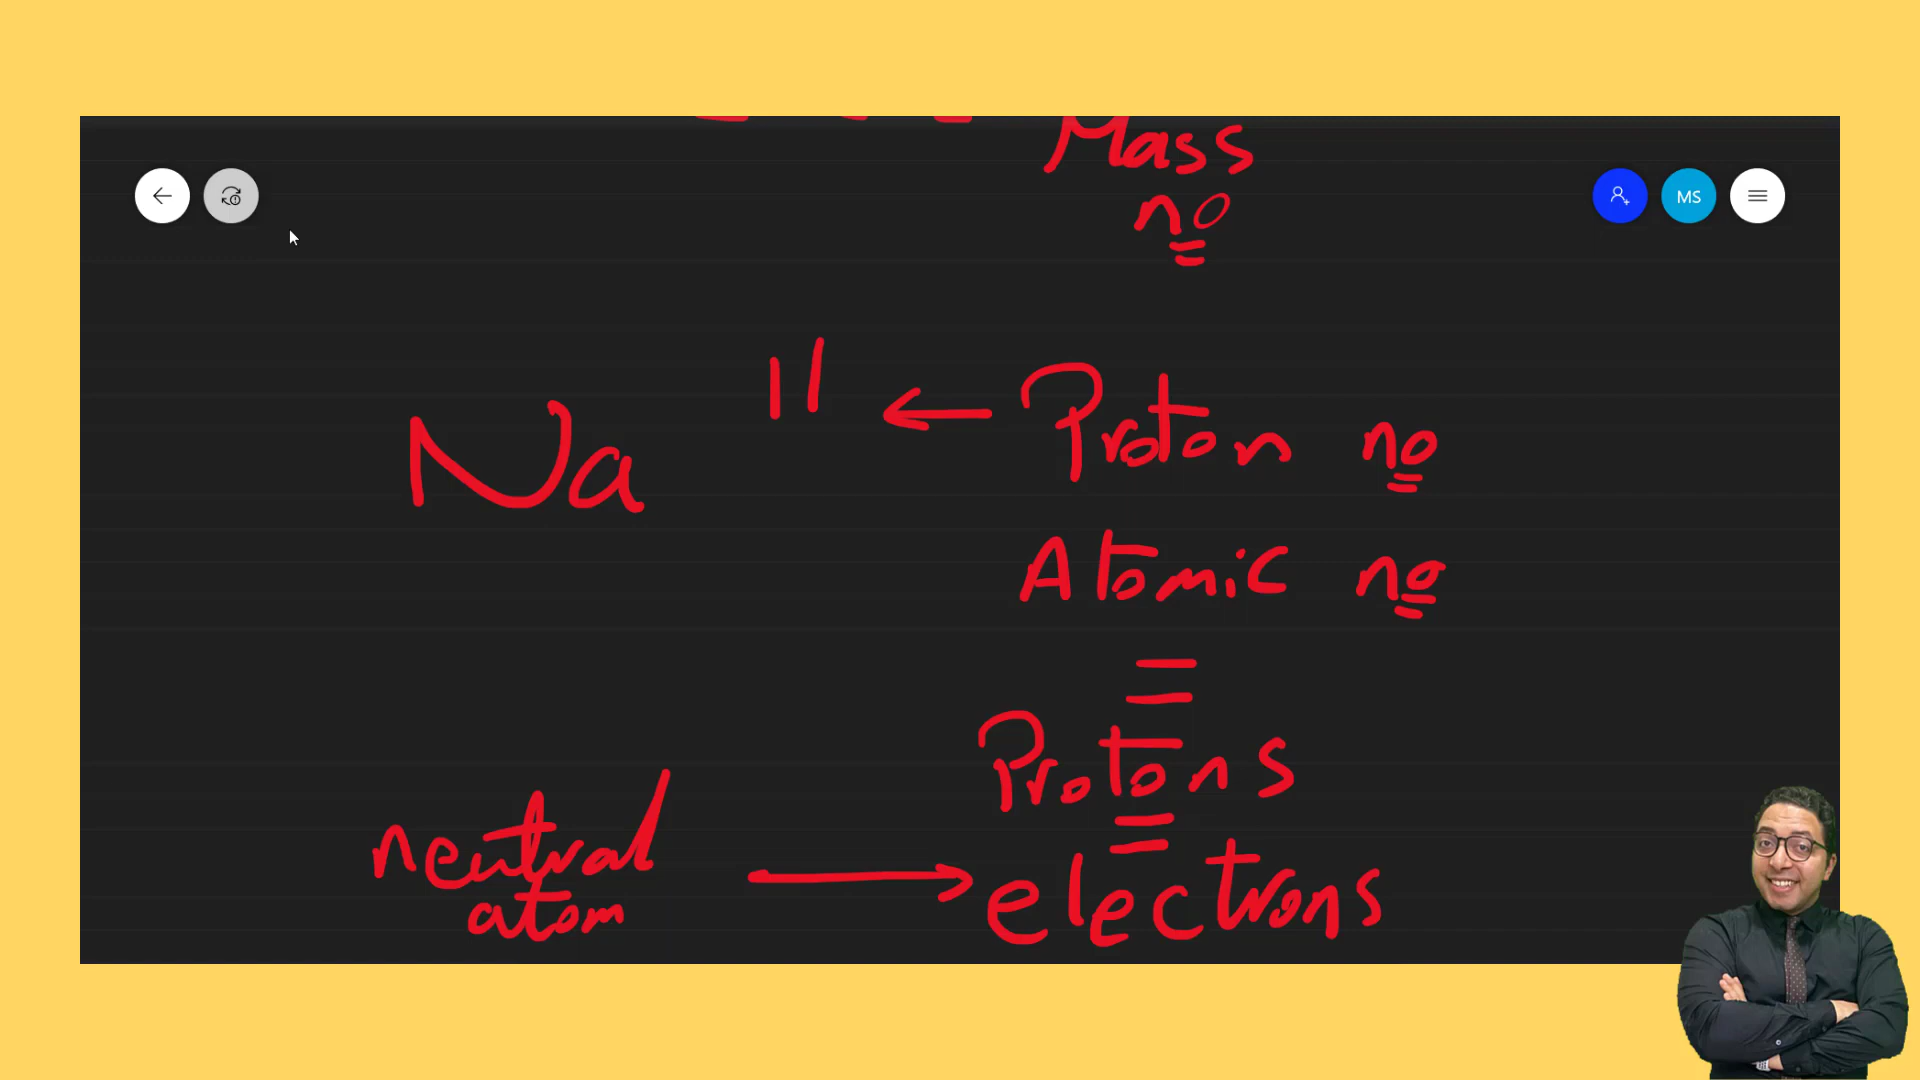 Mass
no
MS
Na 11 ← Proton no
Atomic no
=
Protons
=
neutral → electrons
atom